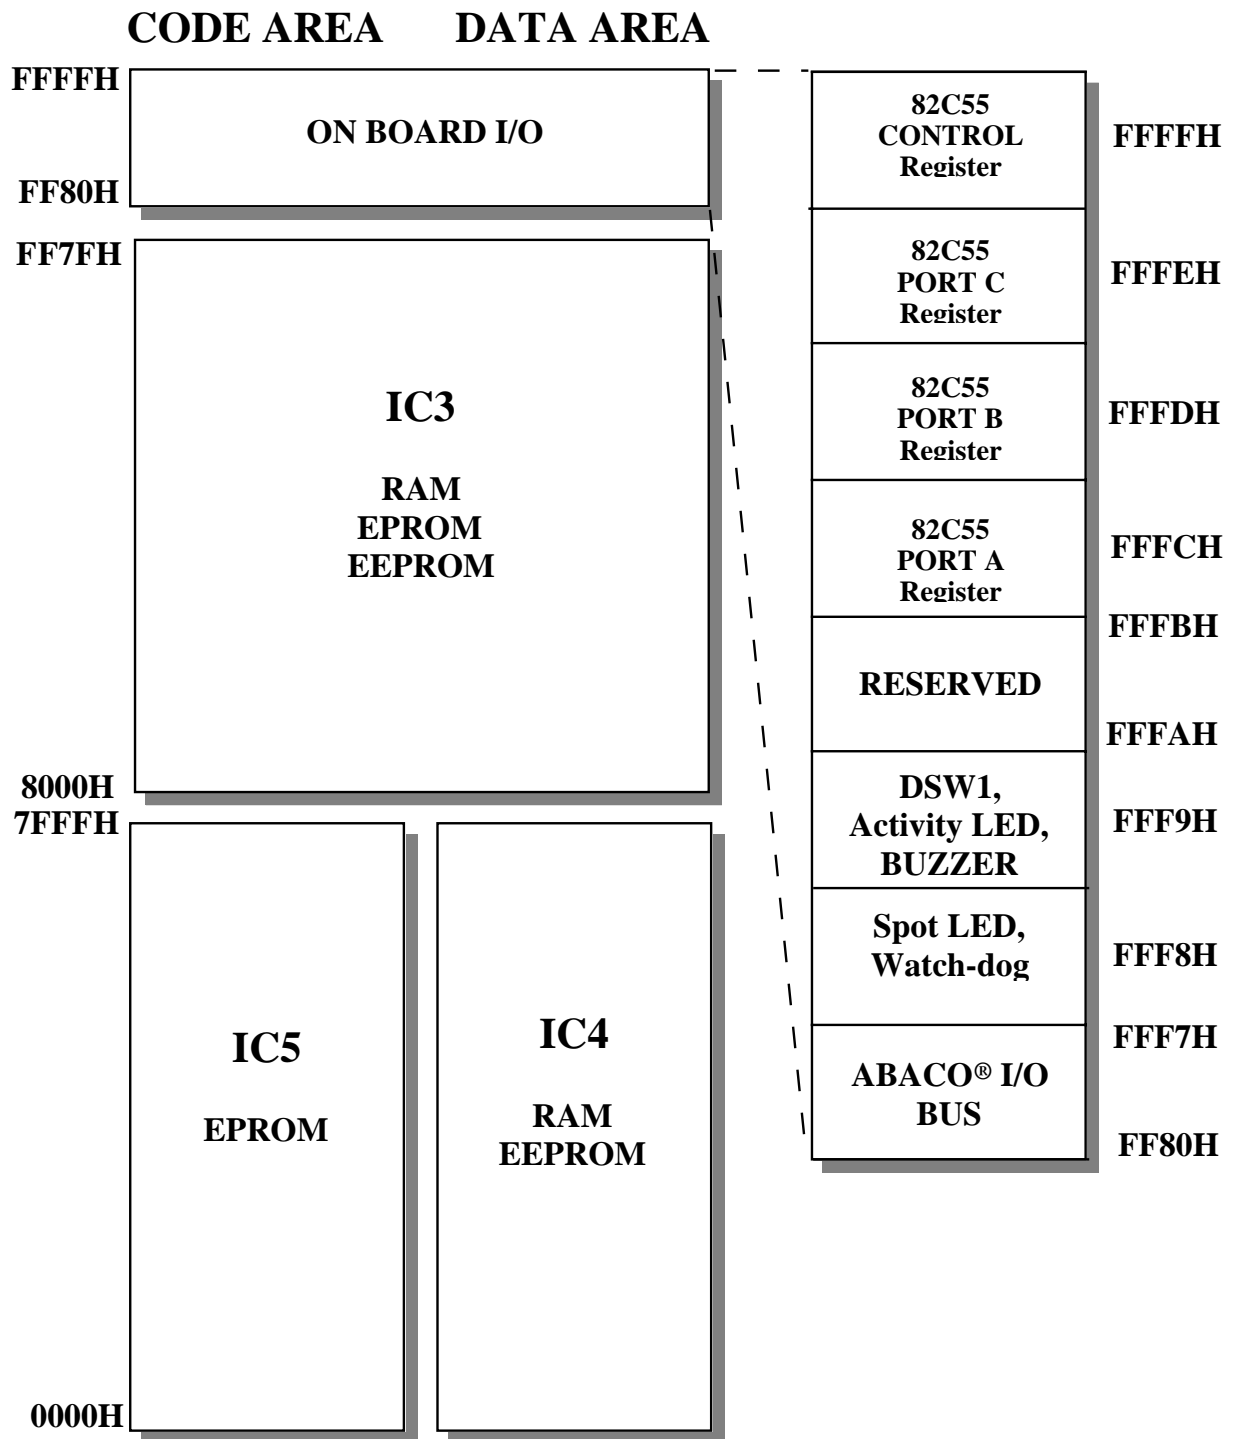 CODE AREA DATA AREA
FFFFH
ON BOARD I/O
FF80H
FF7FH
IC3
RAM
EPROM
EEPROM
8000H
7FFFH
IC5
EPROM
IC4
RAM
EEPROM
0000H
82C55
CONTROL
Register
FFFFH
82C55
PORT C
Register
FFFEH
82C55
PORT B
Register
FFFDH
82C55
PORT A
Register
FFFCH
FFFBH
RESERVED
FFFAH
DSW1,
Activity LED,
BUZZER
FFF9H
Spot LED,
Watch-dog
FFF8H
FFF7H
ABACO® I/O
BUS
FF80H